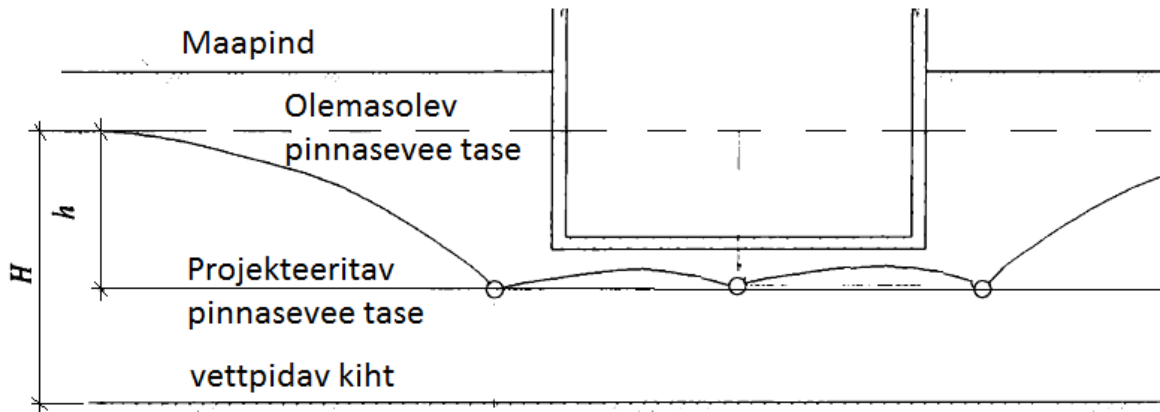 Maapind
Olemasolev
pinnasevee tase
h
H
Projekteeritav
pinnasevee tase
vettpidav kiht